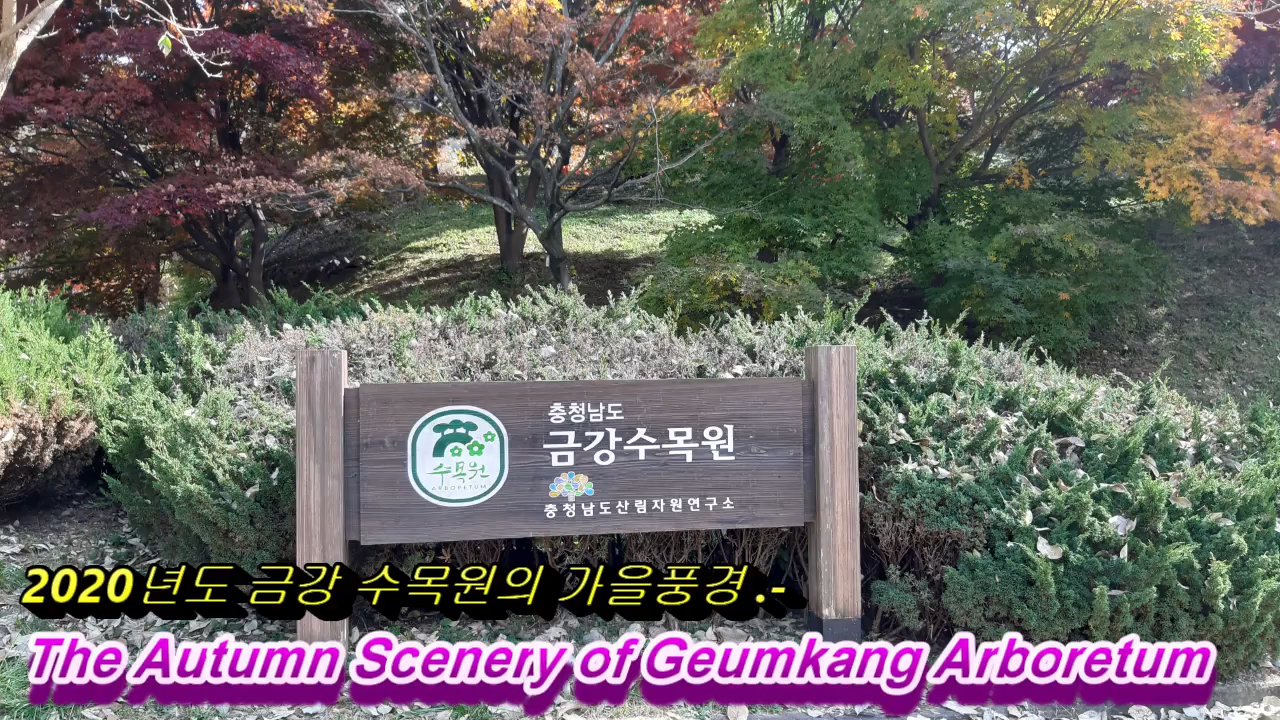 충청남도
금강수목원
수목원
ARBORETUM
충청남도산림자원연구소
2020년도 금강 수목원의 가을풍경.-
The Autumn Scenery of Geumkang Arboretum